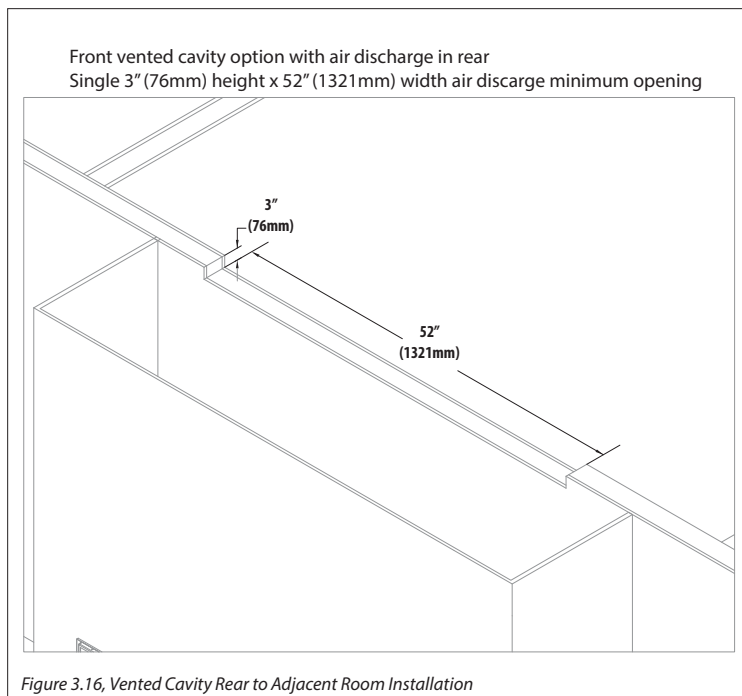 Front vented cavity option with air discharge in rear
Single 3" (76mm) height x 52" (1321mm) width air discarge minimum opening
3"
(76mm)
52"
(1321mm)
Figure 3.16, Vented Cavity Rear to Adjacent Room Installation